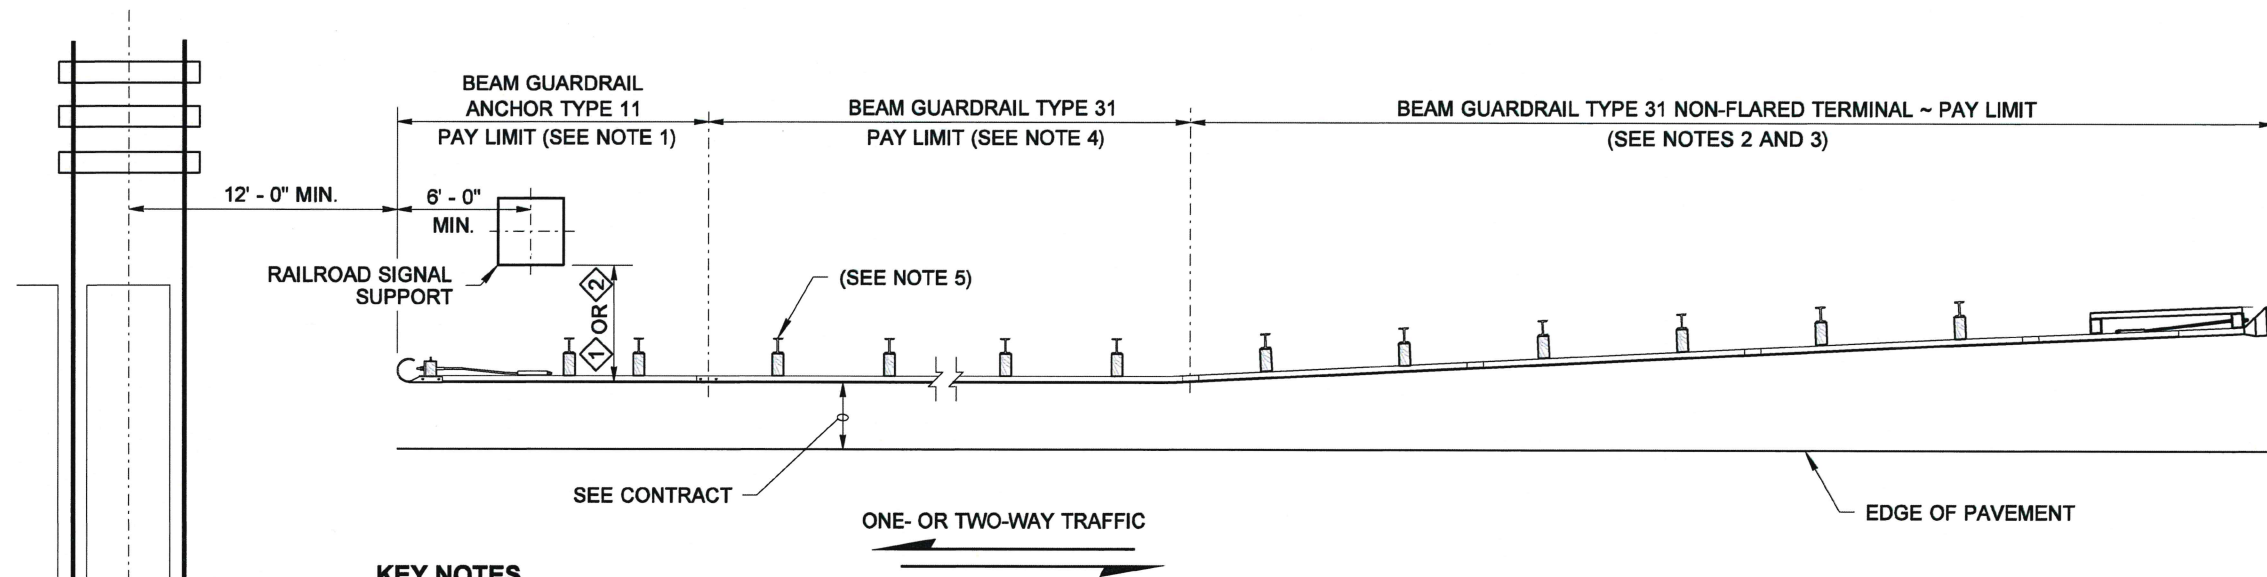 BEAM GUARDRAIL
ANCHOR TYPE 11
PAY LIMIT (SEE NOTE 1)
BEAM GUARDRAIL TYPE 31
PAY LIMIT (SEE NOTE 4)
BEAM GUARDRAIL TYPE 31 NON-FLARED TERMINAL ~ PAY LIMIT
(SEE NOTES 2 AND 3)
12' - 0" MIN.
6' - 0"
MIN.
RAILROAD SIGNAL
SUPPORT
1 OR 2
(SEE NOTE 5)
SEE CONTRACT
ONE- OR TWO-WAY TRAFFIC
EDGE OF PAVEMENT
KEY NOTES